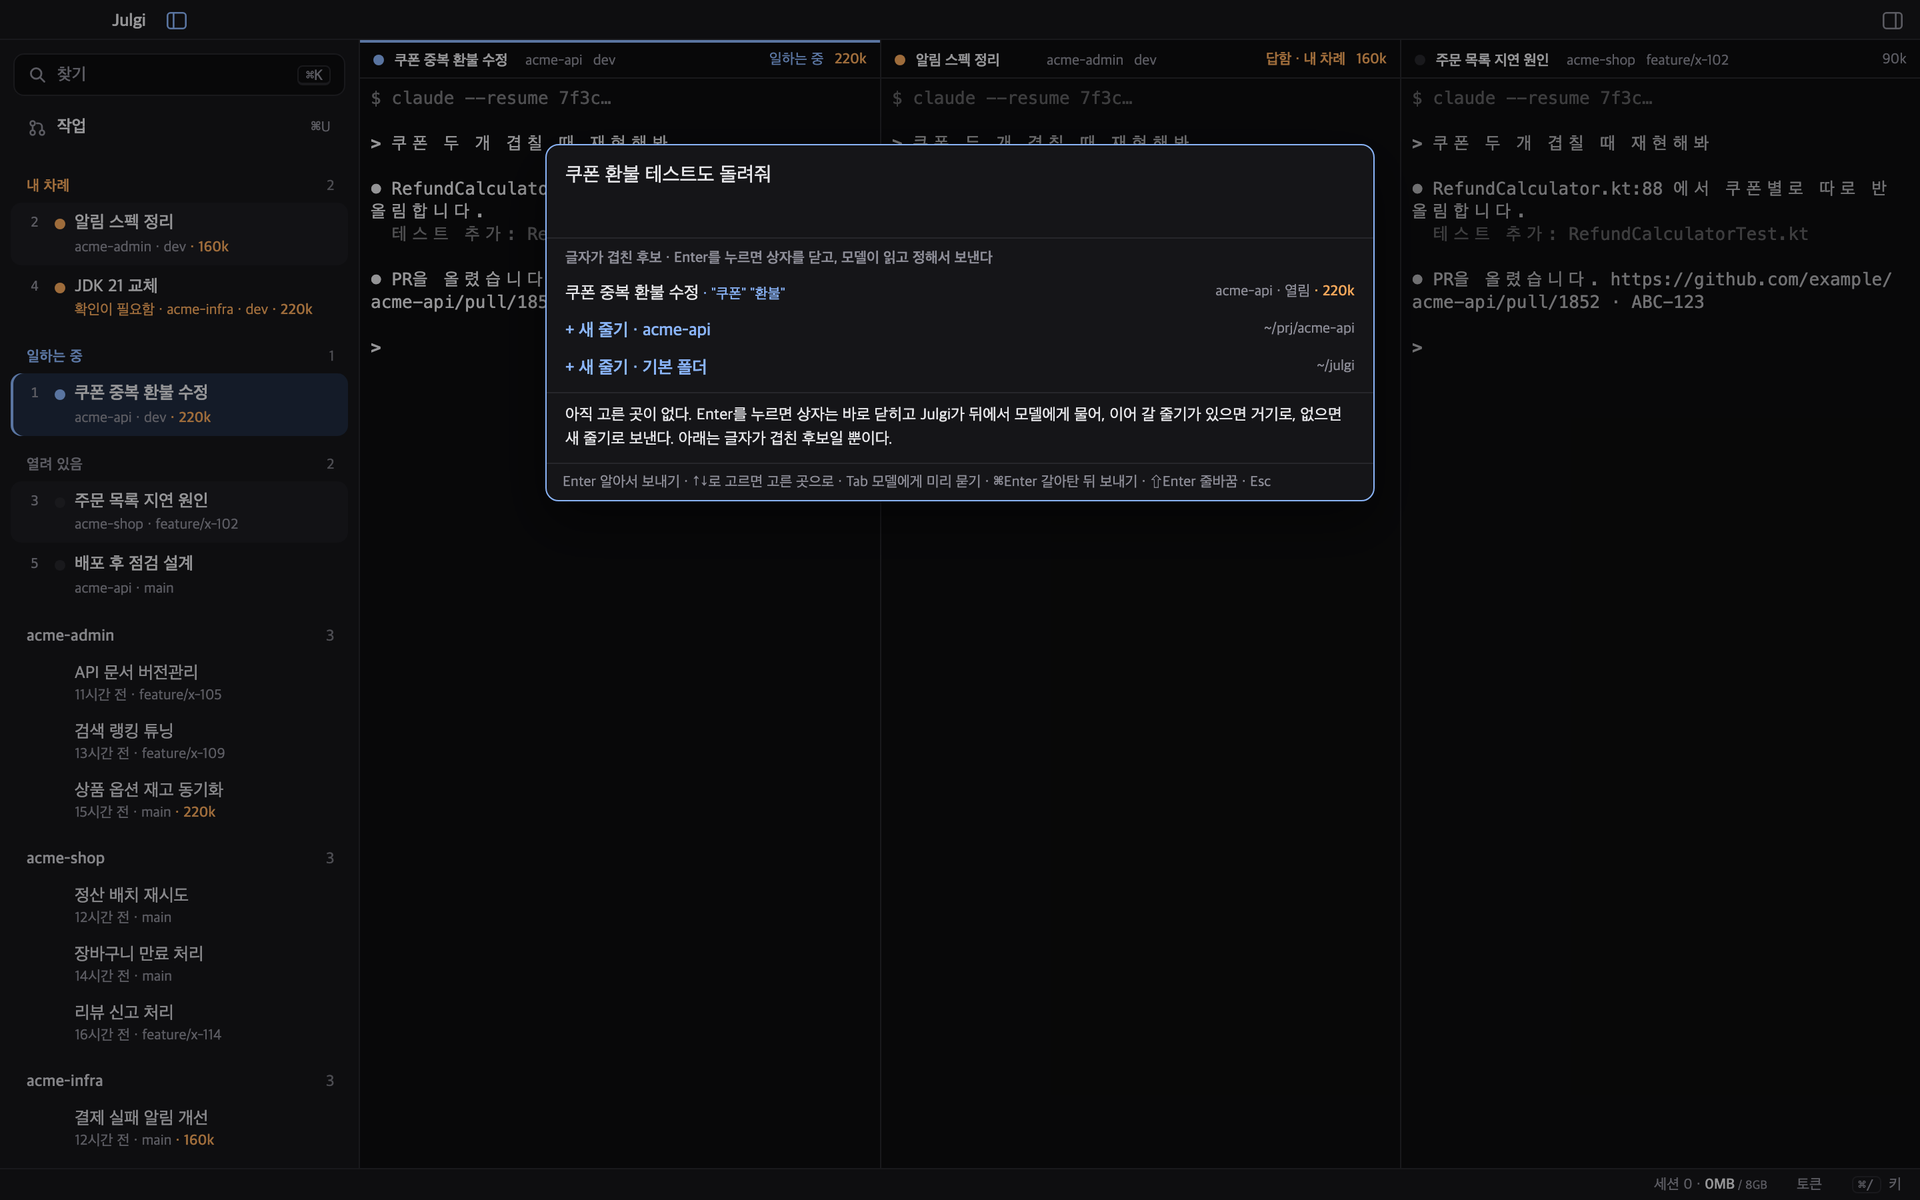 Julgi
찾기 ⌘K
작업 ⌘U
내 차례 2
2 알림 스펙 정리
acme-admin · dev · 160k
4 JDK 21 교체
확인이 필요함 · acme-infra · dev · 220k
일하는 중 1
1 쿠폰 중복 환불 수정
acme-api · dev · 220k
열려 있음 2
3 주문 목록 지연 원인
acme-shop · feature/x-102
5 배포 후 점검 설계
acme-api · main
acme-admin 3
API 문서 버전관리
11시간 전 · feature/x-105
검색 랭킹 튜닝
13시간 전 · feature/x-109
상품 옵션 재고 동기화
15시간 전 · main · 220k
acme-shop 3
정산 배치 재시도
12시간 전 · main
장바구니 만료 처리
14시간 전 · main
리뷰 신고 처리
16시간 전 · feature/x-114
acme-infra 3
결제 실패 알림 개선
12시간 전 · main · 160k
쿠폰 중복 환불 수정 acme-api dev 일하는 중 220k
$ claude --resume 7f3c…
> 쿠폰 두 개 겹칠 때 재현해봐
● RefundCalculato
올림합니다.
테스트 추가: Re
● PR을 올렸습니다
acme-api/pull/185
>
알림 스펙 정리 acme-admin dev 답함 · 내 차례 160k
$ claude --resume 7f3c…
> 쿠폰 두 개 겹칠 때 재현해봐
주문 목록 지연 원인 acme-shop feature/x-102 90k
$ claude --resume 7f3c…
> 쿠폰 두 개 겹칠 때 재현해봐
● RefundCalculator.kt:88 에서 쿠폰별로 따로 반
올림합니다.
테스트 추가: RefundCalculatorTest.kt
● PR을 올렸습니다. https://github.com/example/
acme-api/pull/1852 · ABC-123
>
쿠폰 환불 테스트도 돌려줘
글자가 겹친 후보 · Enter를 누르면 상자를 닫고, 모델이 읽고 정해서 보낸다
쿠폰 중복 환불 수정 · "쿠폰" "환불" acme-api · 열림 · 220k
+ 새 줄기 · acme-api ~/prj/acme-api
+ 새 줄기 · 기본 폴더 ~/julgi
아직 고른 곳이 없다. Enter를 누르면 상자는 바로 닫히고 Julgi가 뒤에서 모델에게 물어, 이어 갈 줄기가 있으면 거기로, 없으면
새 줄기로 보낸다. 아래는 글자가 겹친 후보일 뿐이다.
Enter 알아서 보내기 · ↑↓로 고르면 고른 곳으로 · Tab 모델에게 미리 묻기 · ⌘Enter 갈아탄 뒤 보내기 · ⇧Enter 줄바꿈 · Esc
세션 0 · 0MB / 8GB 토큰 ⌘/ 키